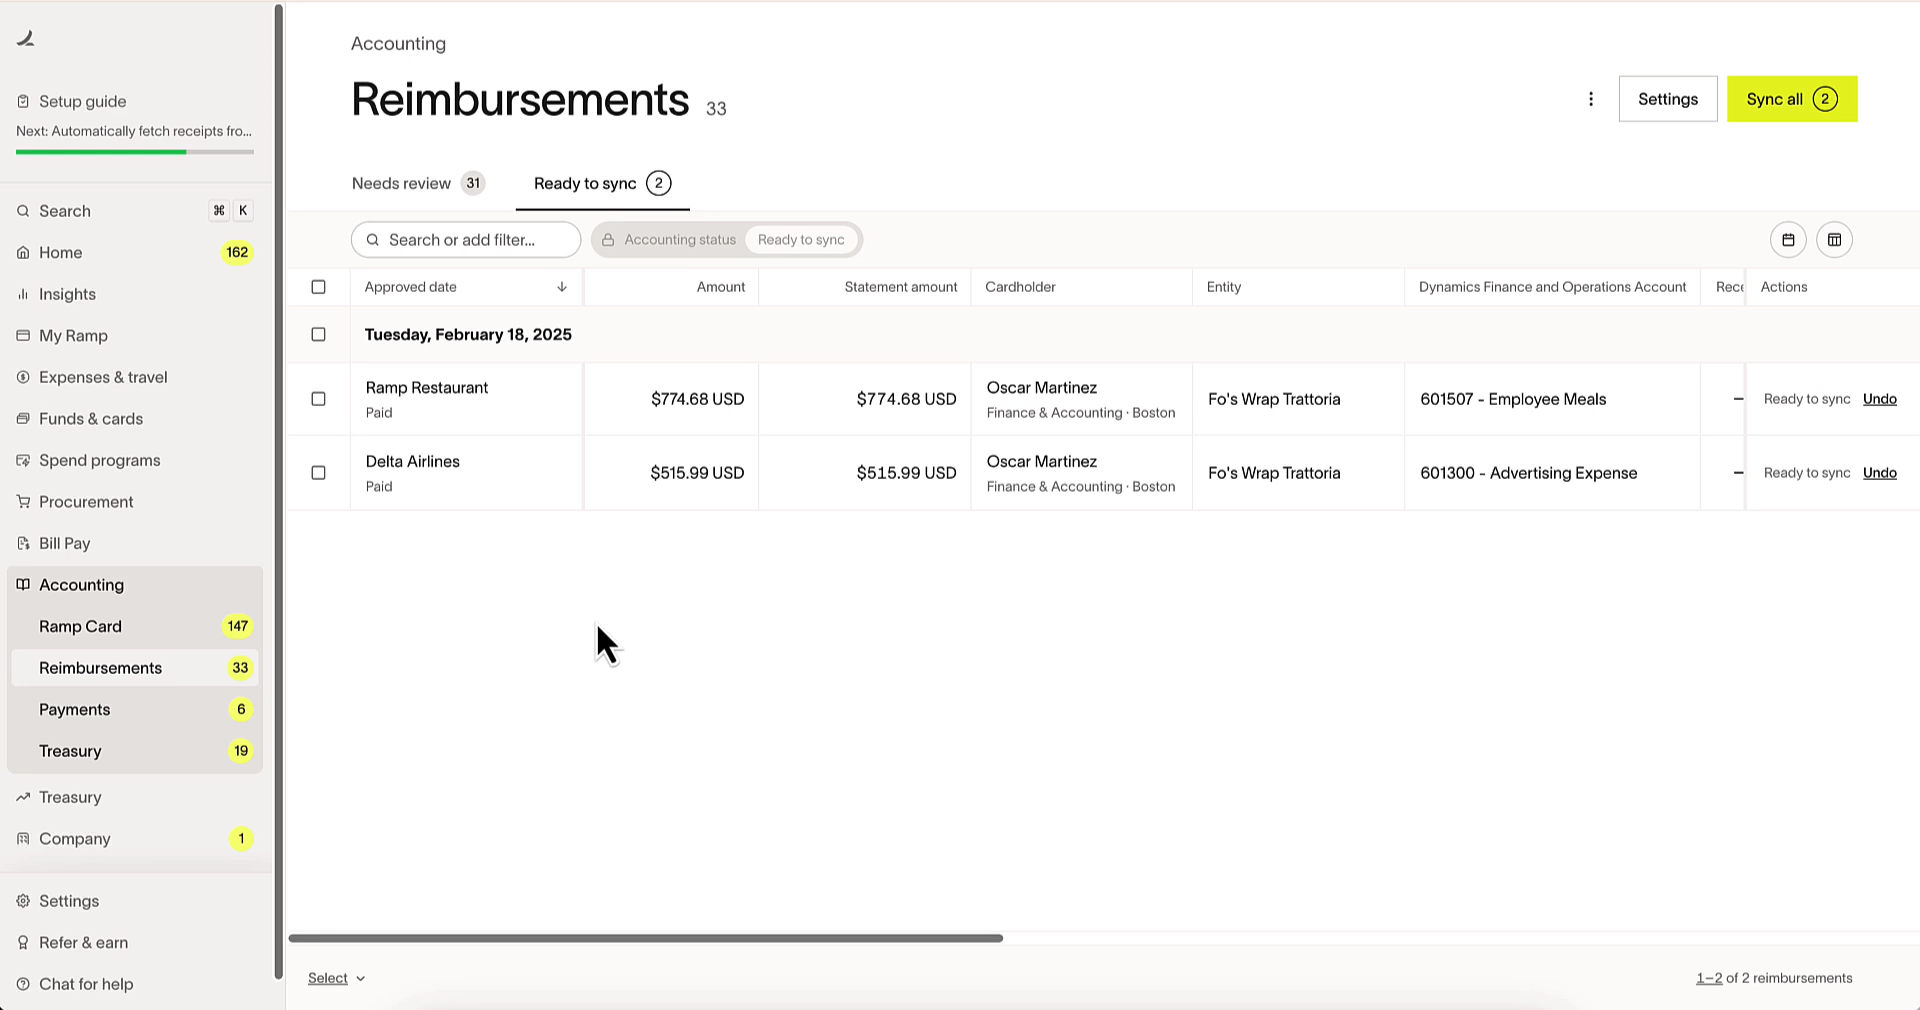 Setup guide
Next: Automatically fetch receipts fro...
Search ⌘ K
Home 162
Insights
My Ramp
Expenses & travel
Funds & cards
Spend programs
Procurement
Bill Pay
Accounting
Ramp Card 147
Reimbursements 33
Payments 6
Treasury 19
Treasury
Company 1
Settings
Refer & earn
Chat for help
Accounting
Reimbursements 33
Settings
Sync all 2
Needs review 31
Ready to sync 2
Search or add filter...
Accounting status Ready to sync
Approved date Amount Statement amount Cardholder Entity Dynamics Finance and Operations Account Rece Actions
Tuesday, February 18, 2025
Ramp Restaurant
Paid
$774.68 USD
$774.68 USD
Oscar Martinez
Finance & Accounting · Boston
Fo's Wrap Trattoria
601507 - Employee Meals
–
Ready to sync Undo
Delta Airlines
Paid
$515.99 USD
$515.99 USD
Oscar Martinez
Finance & Accounting · Boston
Fo's Wrap Trattoria
601300 - Advertising Expense
–
Ready to sync Undo
Select
1–2 of 2 reimbursements